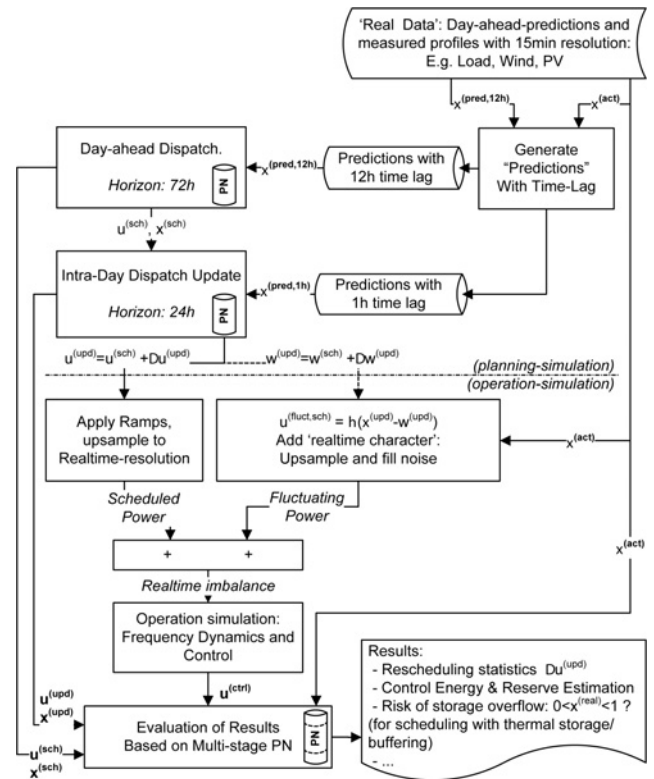 'Real Data': Day-ahead-predictions and
measured profiles with 15min resolution:
E.g. Load, Wind, PV
x(pred,12h)
x(act)
Day-ahead Dispatch.
Horizon: 72h
PN
x(pred,12h)
Predictions with
12h time lag
Generate
"Predictions"
With Time-Lag
u(sch), x(sch)
Intra-Day Dispatch Update
Horizon: 24h
PN
x(pred,1h)
Predictions with
1h time lag
u(upd)=u(sch) +Du(upd)
w(upd)=w(sch) +Dw(upd)
(planning-simulation)
(operation-simulation)
Apply Ramps,
upsample to
Realtime-resolution
u(fluct,sch) = h(x(upd)-w(upd))
Add 'realtime character':
Upsample and fill noise
x(act)
Scheduled
Power
Fluctuating
Power
+ +
x(act)
Realtime imbalance
Operation simulation:
Frequency Dynamics and
Control
u(ctrl)
u(upd)
x(upd)
Evaluation of Results
Based on Multi-stage PN
PN
u(sch)
x(sch)
Results:
- Rescheduling statistics Du(upd)
- Control Energy & Reserve Estimation
- Risk of storage overflow: 0<x(real)<1 ?
(for scheduling with thermal storage/
buffering)
- ...